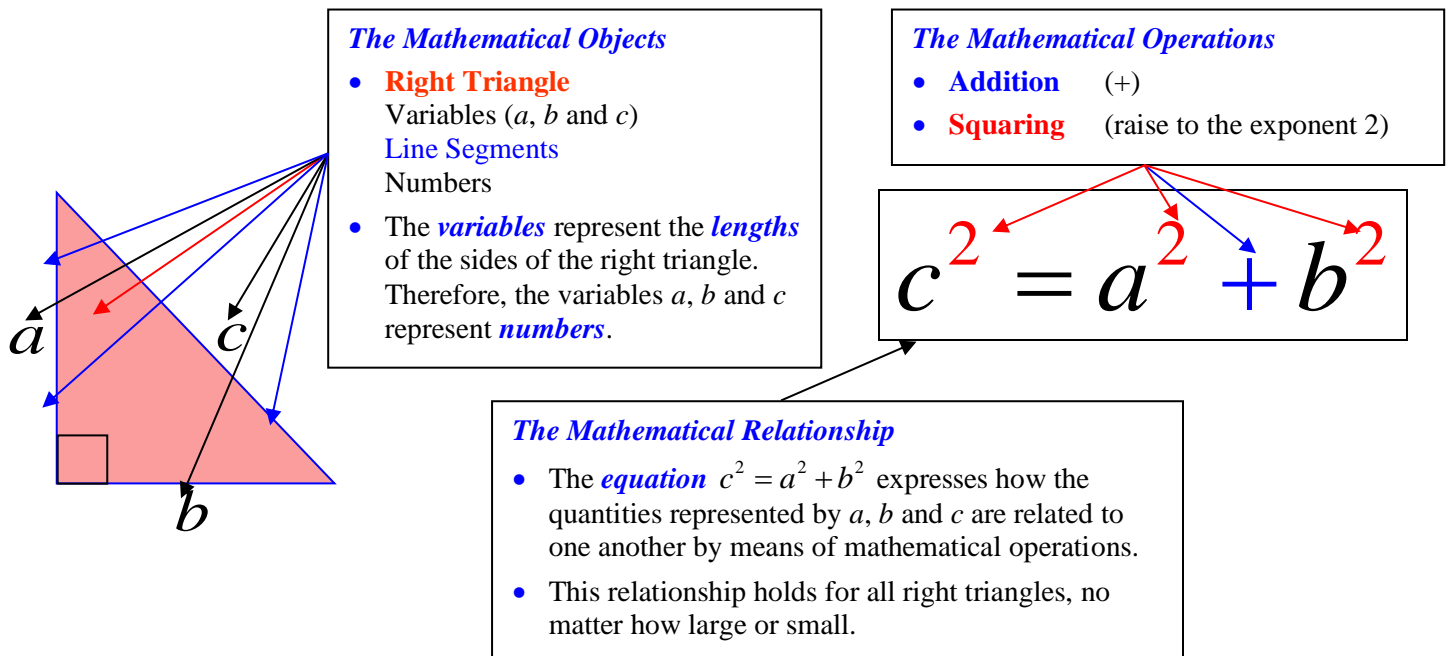 The Mathematical Objects
• Right Triangle
Variables (a, b and c)
Line Segments
Numbers
• The variables represent the lengths
of the sides of the right triangle.
Therefore, the variables a, b and c
represent numbers.
The Mathematical Operations
• Addition (+)
• Squaring (raise to the exponent 2)
c² = a² + b²
a
c
b
The Mathematical Relationship
• The equation c² = a² + b² expresses how the
quantities represented by a, b and c are related to
one another by means of mathematical operations.
• This relationship holds for all right triangles, no
matter how large or small.